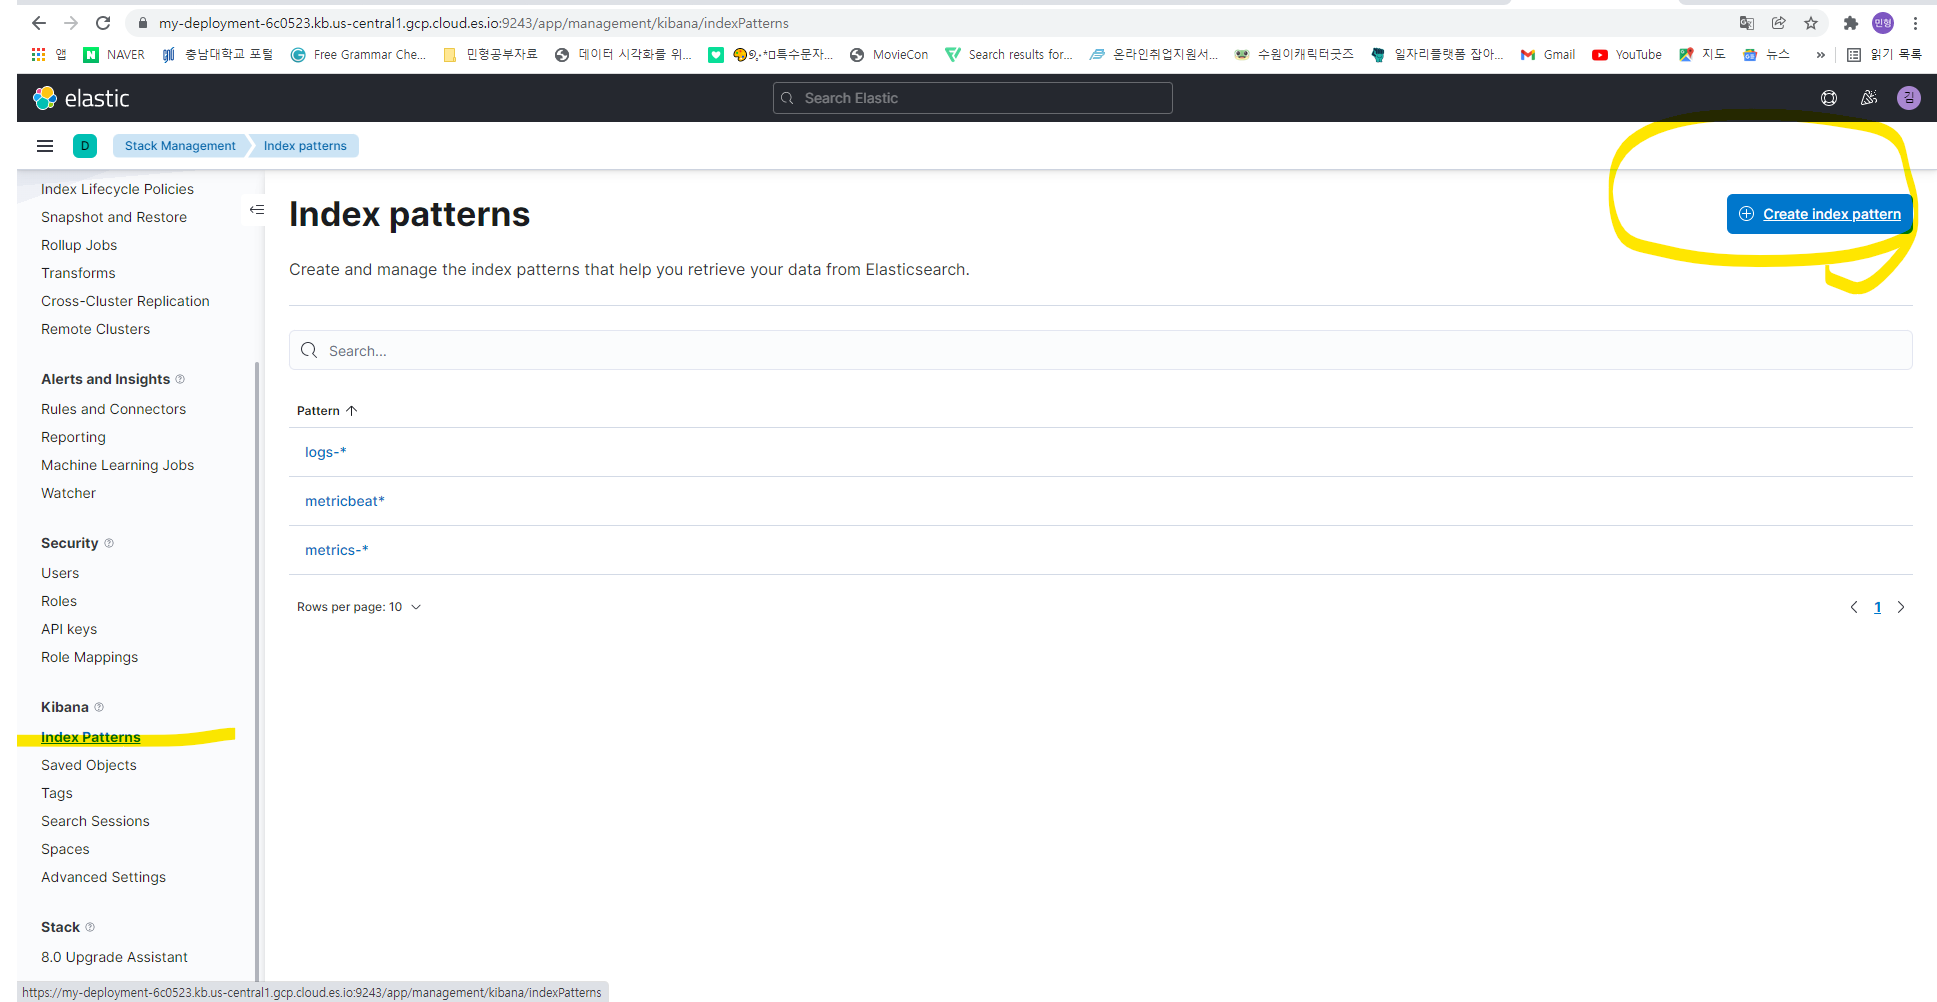 my-deployment-6c0523.kb.us-central1.gcp.cloud.es.io:9243/app/management/kibana/indexPatterns
민형
앱
NAVER
충남대학교 포털
Free Grammar Che...
민형공부자료
데이터 시각화를 위...
특수문자...
MovieCon
Search results for...
온라인취업지원서...
수원이캐릭터굿즈
일자리플랫폼 잡아...
Gmail
YouTube
지도
뉴스
»
읽기 목록
elastic
Search Elastic
김
D
Stack Management
Index patterns
Index Lifecycle Policies
Snapshot and Restore
Rollup Jobs
Transforms
Cross-Cluster Replication
Remote Clusters
Alerts and Insights
Rules and Connectors
Reporting
Machine Learning Jobs
Watcher
Security
Users
Roles
API keys
Role Mappings
Kibana
Index Patterns
Saved Objects
Tags
Search Sessions
Spaces
Advanced Settings
Stack
8.0 Upgrade Assistant
Index patterns
Create index pattern
Create and manage the index patterns that help you retrieve your data from Elasticsearch.
Search...
Pattern
logs-*
metricbeat*
metrics-*
Rows per page: 10
1
https://my-deployment-6c0523.kb.us-central1.gcp.cloud.es.io:9243/app/management/kibana/indexPatterns